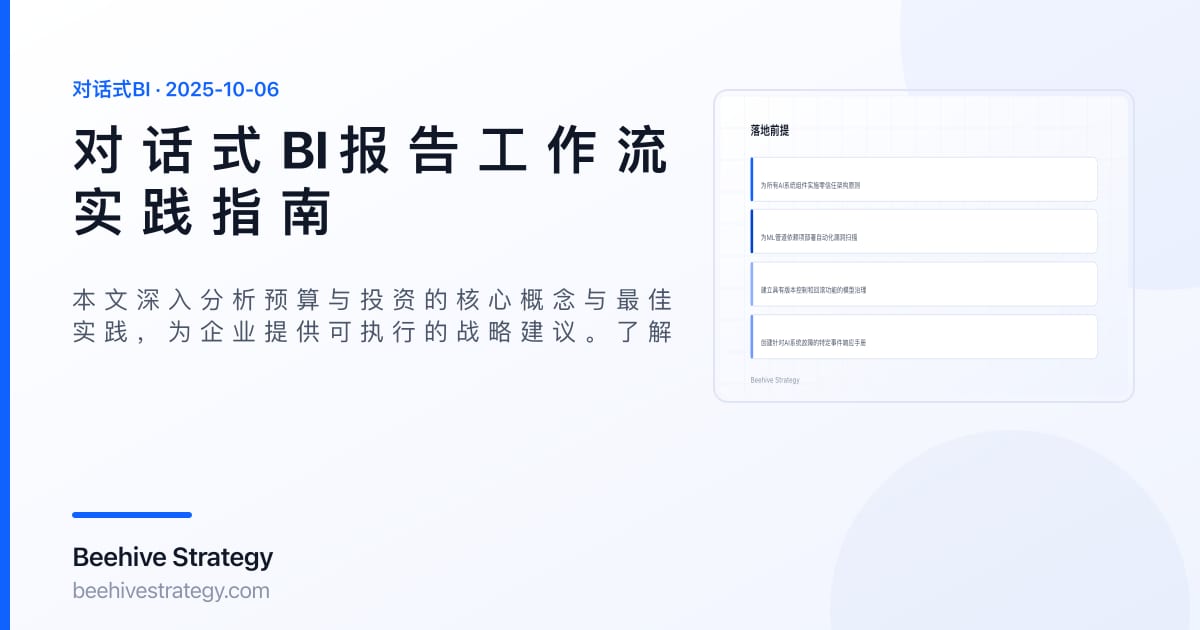 对话式BI · 2025-10-06
对话式BI报告工作流
实践指南
本文深入分析预算与投资的核心概念与最佳
实践，为企业提供可执行的战略建议。了解
Beehive Strategy
beehivestrategy.com
落地前提
为所有AI系统组件实施零信任架构原则
为ML管道依赖项部署自动化漏洞扫描
建立具有版本控制和回滚功能的模型治理
创建针对AI系统故障的特定事件响应手册
Beehive Strategy